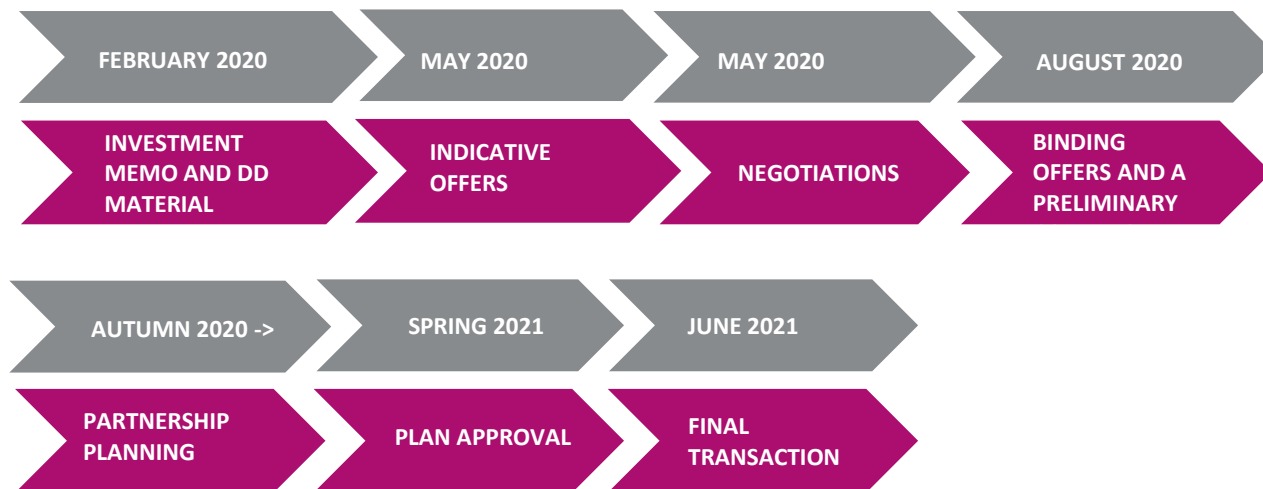 FEBRUARY 2020
MAY 2020
MAY 2020
AUGUST 2020
INVESTMENT
MEMO AND DD
MATERIAL
INDICATIVE
OFFERS
NEGOTIATIONS
BINDING
OFFERS AND A
PRELIMINARY
AUTUMN 2020 ->
SPRING 2021
JUNE 2021
PARTNERSHIP
PLANNING
PLAN APPROVAL
FINAL
TRANSACTION